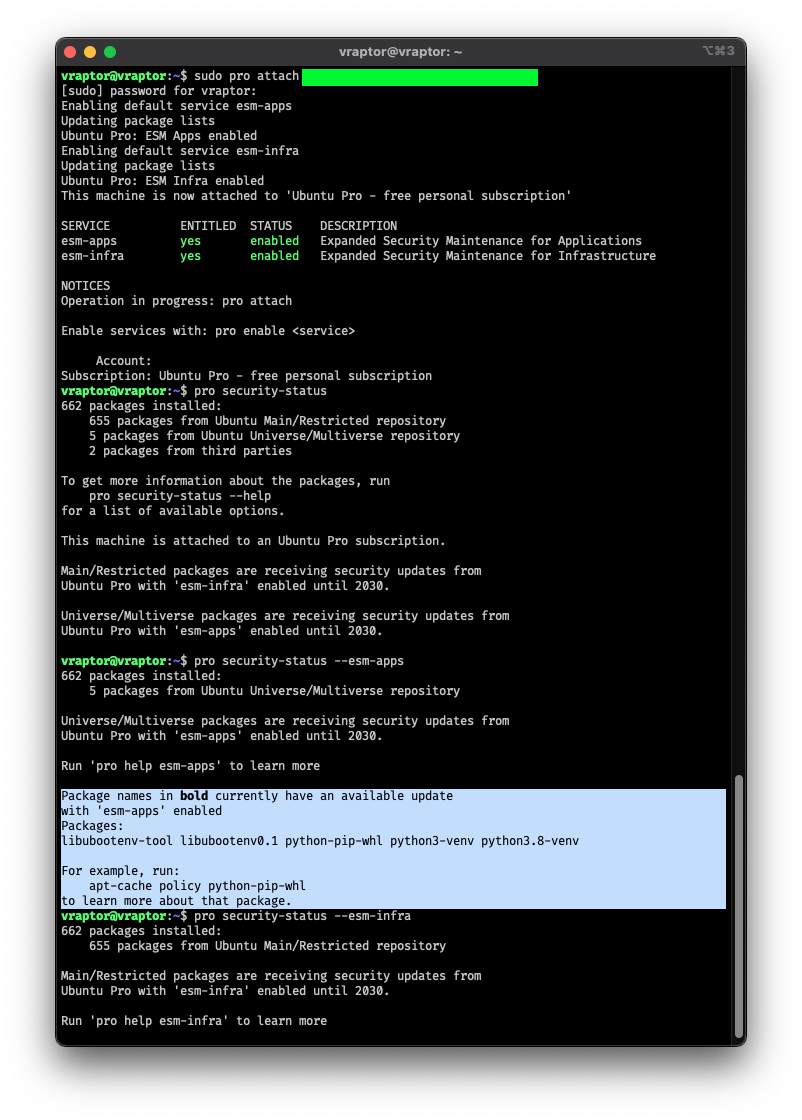 vraptor@vraptor: ~
⌥⌘3
vraptor@vraptor:~$ sudo pro attach
[sudo] password for vraptor:
Enabling default service esm-apps
Updating package lists
Ubuntu Pro: ESM Apps enabled
Enabling default service esm-infra
Updating package lists
Ubuntu Pro: ESM Infra enabled
This machine is now attached to 'Ubuntu Pro - free personal subscription'
SERVICE          ENTITLED  STATUS    DESCRIPTION
esm-apps         yes       enabled   Expanded Security Maintenance for Applications
esm-infra        yes       enabled   Expanded Security Maintenance for Infrastructure
NOTICES
Operation in progress: pro attach
Enable services with: pro enable <service>
     Account:
Subscription: Ubuntu Pro - free personal subscription
vraptor@vraptor:~$ pro security-status
662 packages installed:
    655 packages from Ubuntu Main/Restricted repository
    5 packages from Ubuntu Universe/Multiverse repository
    2 packages from third parties
To get more information about the packages, run
    pro security-status --help
for a list of available options.
This machine is attached to an Ubuntu Pro subscription.
Main/Restricted packages are receiving security updates from
Ubuntu Pro with 'esm-infra' enabled until 2030.
Universe/Multiverse packages are receiving security updates from
Ubuntu Pro with 'esm-apps' enabled until 2030.
vraptor@vraptor:~$ pro security-status --esm-apps
662 packages installed:
    5 packages from Ubuntu Universe/Multiverse repository
Universe/Multiverse packages are receiving security updates from
Ubuntu Pro with 'esm-apps' enabled until 2030.
Run 'pro help esm-apps' to learn more
Package names in bold currently have an available update
with 'esm-apps' enabled
Packages:
libubootenv-tool libubootenv0.1 python-pip-whl python3-venv python3.8-venv
For example, run:
    apt-cache policy python-pip-whl
to learn more about that package.
vraptor@vraptor:~$ pro security-status --esm-infra
662 packages installed:
    655 packages from Ubuntu Main/Restricted repository
Main/Restricted packages are receiving security updates from
Ubuntu Pro with 'esm-infra' enabled until 2030.
Run 'pro help esm-infra' to learn more